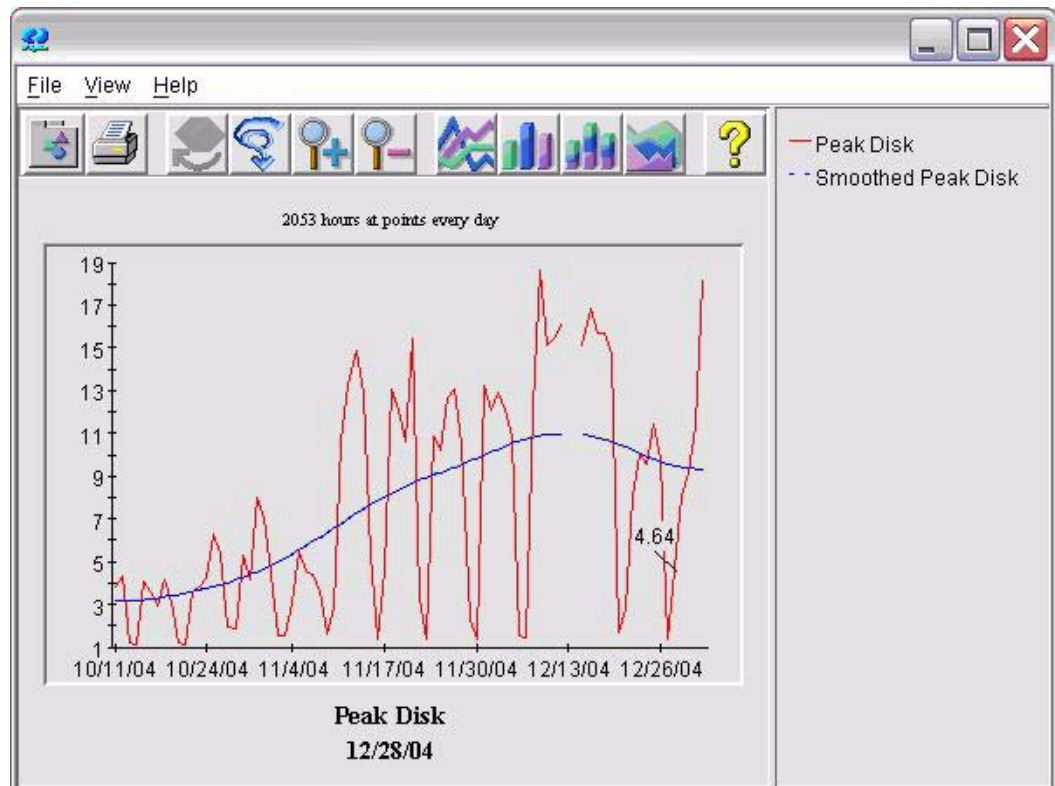 File View Help
Peak Disk
Smoothed Peak Disk
2053 hours at points every day
19
17
15
13
11
9
7
5
3
1
4.64
10/11/04 10/24/04 11/4/04 11/17/04 11/30/04 12/13/04 12/26/04
Peak Disk
12/28/04